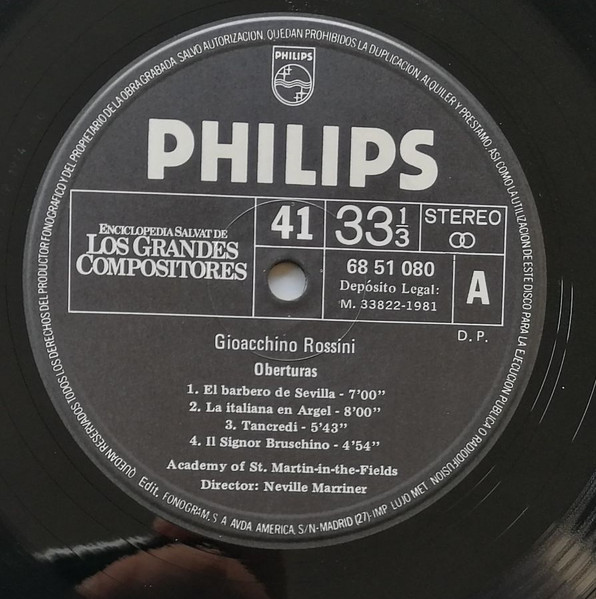 PHILIPS
PHILIPS
ENCICLOPEDIA SALVAT DE
LOS GRANDES
COMPOSITORES
41
33 1/3
STEREO
68 51 080
Depósito Legal:
M. 33822-1981
A
D. P.
Gioacchino Rossini
Oberturas
1. El barbero de Sevilla - 7'00"
2. La italiana en Argel - 8'00"
3. Tancredi - 5'43"
4. Il Signor Bruschino - 4'54"
Academy of St. Martin-in-the-Fields
Director: Neville Marriner
QUEDAN RESERVADOS TODOS LOS DERECHOS DEL PRODUCTOR FONOGRAFICO Y DEL PROPIETARIO DE LA OBRA GRABADA. SALVO AUTORIZACION, QUEDAN PROHIBIDOS LA DUPLICACION, ALQUILER Y PRESTAMO, ASI COMO LA UTILIZACION DE ESTE DISCO PARA LA EJECUCION PUBLICA O RADIODIFUSION
Edit. FONOGRAM, S A AVDA AMERICA, S/N-MADRID (27)-IMP LUJO MET.